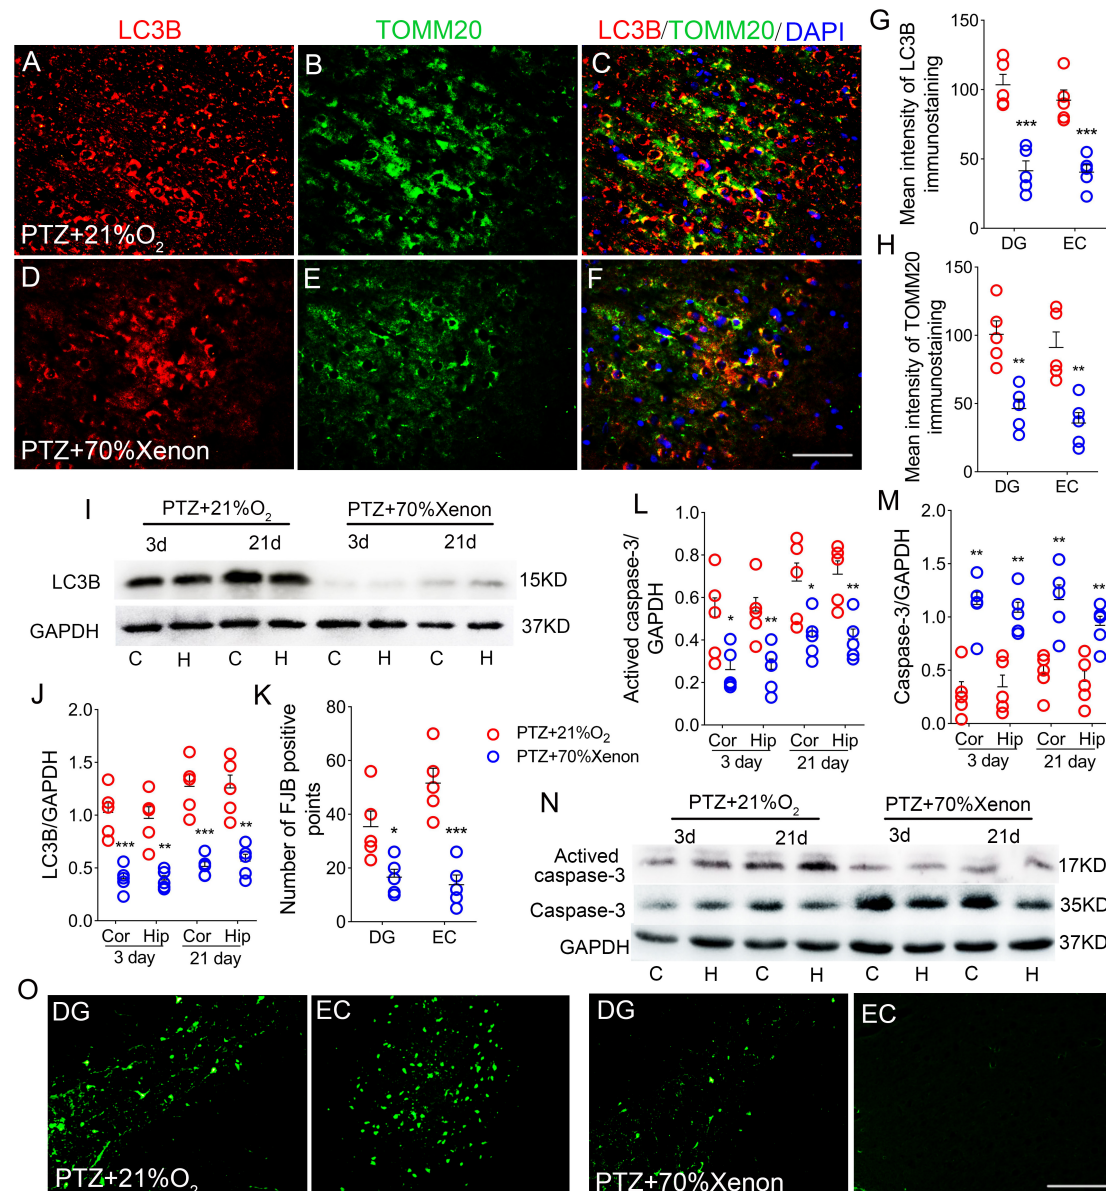 LC3B
TOMM20
LC3B/TOMM20/DAPI
A
B
C
PTZ+21%O2
D
E
F
PTZ+70%Xenon
G
Mean intensity of LC3B
immunostaining
150
100
50
0
***
***
DG
EC
H
Mean intensity of TOMM20
immunostaining
150
100
50
0
**
**
DG
EC
I
PTZ+21%O2
PTZ+70%Xenon
3d
21d
3d
21d
LC3B
15KD
GAPDH
37KD
C
H
C
H
C
H
C
H
J
LC3B/GAPDH
2.0
1.5
1.0
0.5
0.0
***
**
***
**
Cor
Hip
Cor
Hip
3 day
21 day
K
Number of FJB positive
points
80
60
40
20
0
*
***
DG
EC
PTZ+21%O2
PTZ+70%Xenon
L
Actived caspase-3/
GAPDH
1.0
0.8
0.6
0.4
0.2
0.0
*
**
*
**
Cor
Hip
Cor
Hip
3 day
21 day
M
Caspase-3/GAPDH
2.0
1.5
1.0
0.5
0.0
**
**
**
**
Cor
Hip
Cor
Hip
3 day
21 day
N
PTZ+21%O2
PTZ+70%Xenon
3d
21d
3d
21d
Actived
caspase-3
17KD
Caspase-3
35KD
GAPDH
37KD
C
H
C
H
C
H
C
H
O
DG
EC
DG
EC
PTZ+21%O2
PTZ+70%Xenon